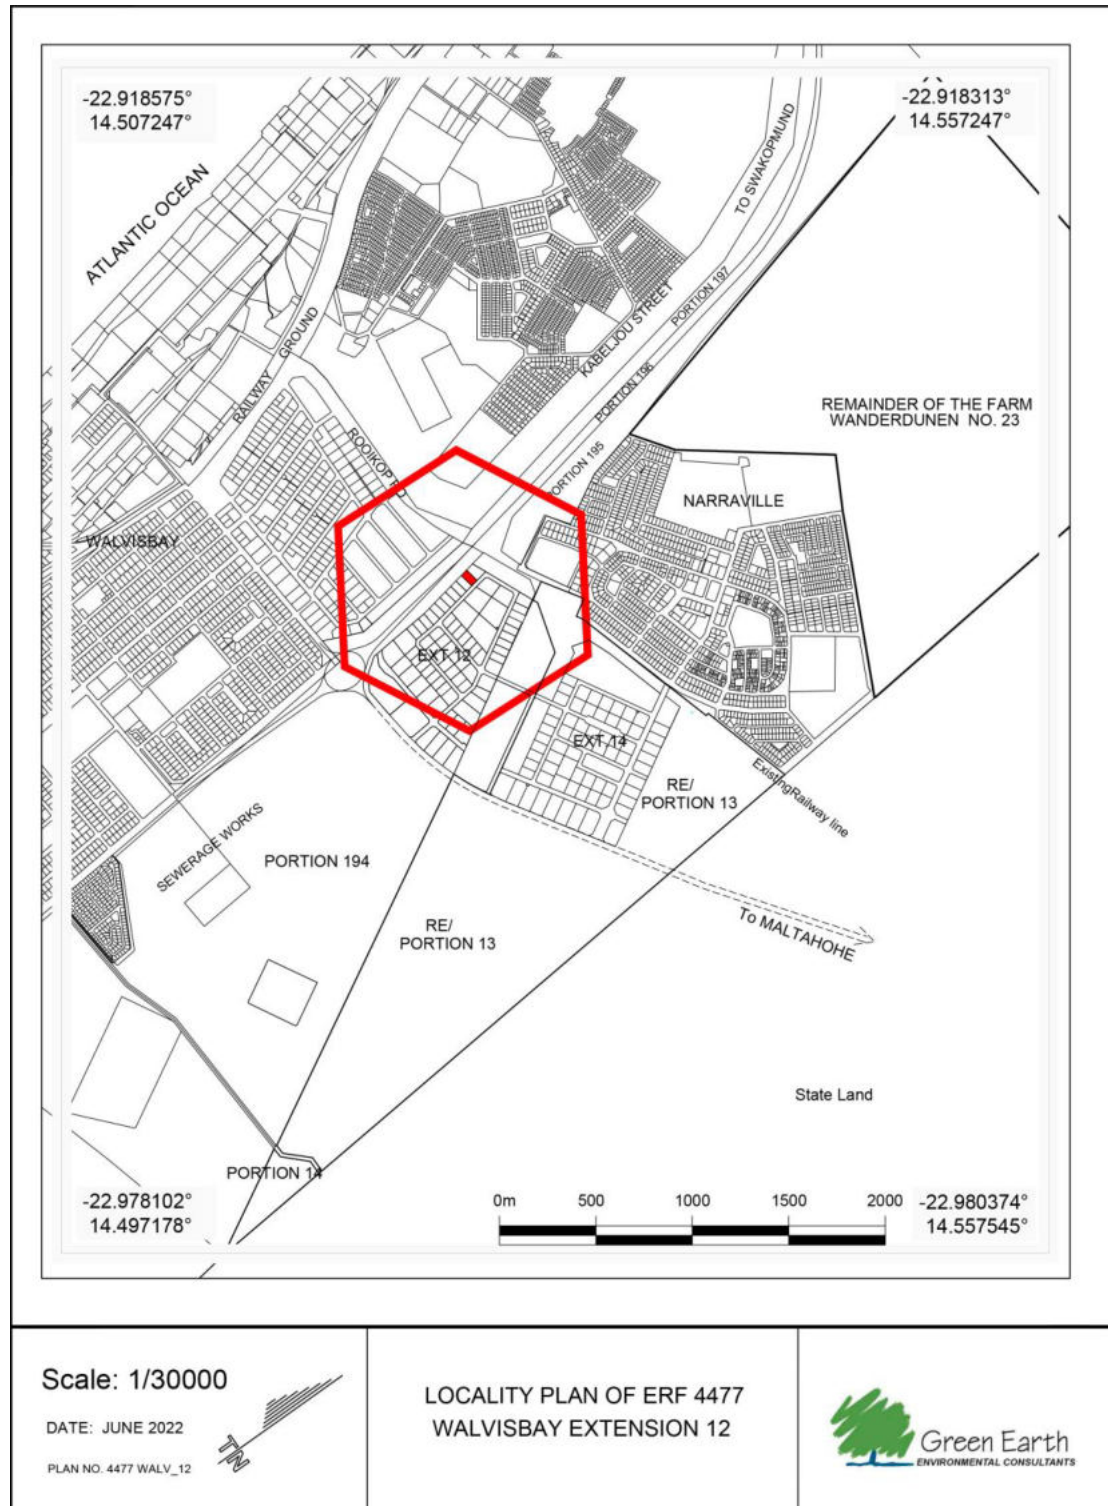 -22.918575°
14.507247°
-22.918313°
14.557247°
ATLANTIC OCEAN
TO SWAKOPMUND
PORTION 197
KABELJOU STREET
RAILWAY GROUND
PORTION 196
REMAINDER OF THE FARM
WANDERDUNEN NO. 23
ROOIKOP RD
PORTION 195
NARRAVILLE
WALVISBAY
EXT 12
EXT 14
RE/
PORTION 13
Existing Railway line
SEWERAGE WORKS
PORTION 194
RE/
PORTION 13
To MALTAHOHE
State Land
PORTION 14
-22.978102°
14.497178°
0m 500 1000 1500 2000
-22.980374°
14.557545°
Scale: 1/30000
DATE: JUNE 2022
PLAN NO. 4477 WALV_12
TN
LOCALITY PLAN OF ERF 4477
WALVISBAY EXTENSION 12
Green Earth
ENVIRONMENTAL CONSULTANTS